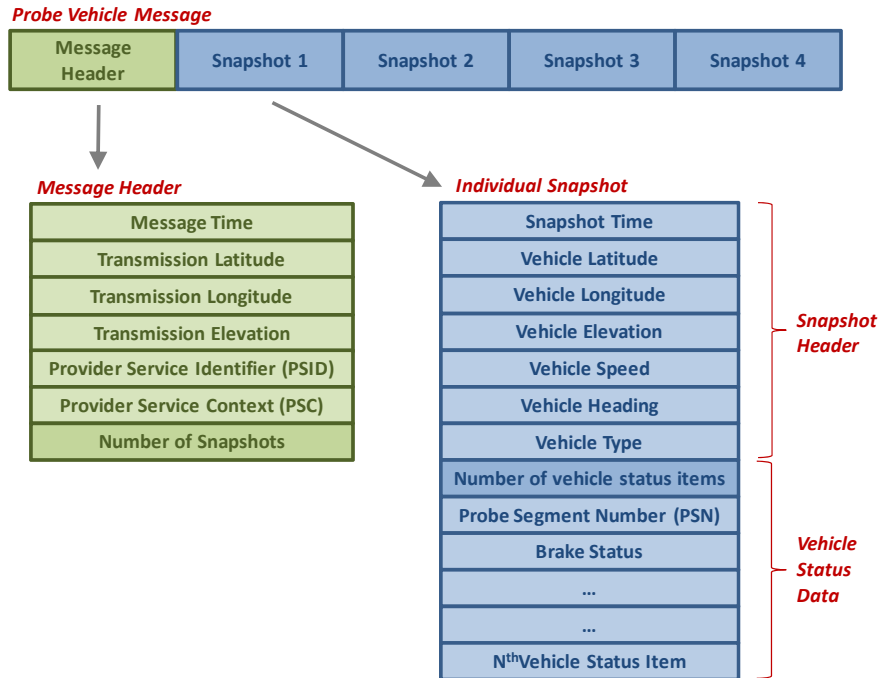 Probe Vehicle Message
Message
Header
Snapshot 1
Snapshot 2
Snapshot 3
Snapshot 4
Message Header
Message Time
Transmission Latitude
Transmission Longitude
Transmission Elevation
Provider Service Identifier (PSID)
Provider Service Context (PSC)
Number of Snapshots
Individual Snapshot
Snapshot Time
Vehicle Latitude
Vehicle Longitude
Vehicle Elevation
Vehicle Speed
Vehicle Heading
Vehicle Type
Number of vehicle status items
Probe Segment Number (PSN)
Brake Status
...
...
NthVehicle Status Item
Snapshot
Header
Vehicle
Status
Data